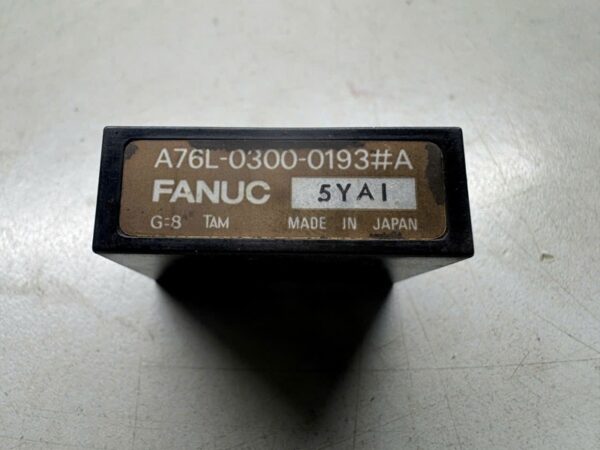 A76L-0300-0193#A
FANUC 5YA1
G=8 TAM MADE IN JAPAN